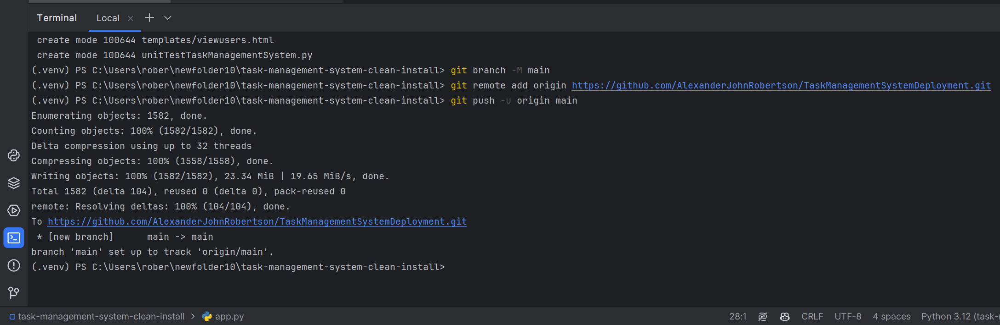 Terminal Local
create mode 100644 templates/viewusers.html
create mode 100644 unitTestTaskManagementSystem.py
(.venv) PS C:\Users\rober\newfolder10\task-management-system-clean-install> git branch -M main
(.venv) PS C:\Users\rober\newfolder10\task-management-system-clean-install> git remote add origin https://github.com/AlexanderJohnRobertson/TaskManagementSystemDeployment.git
(.venv) PS C:\Users\rober\newfolder10\task-management-system-clean-install> git push -u origin main
Enumerating objects: 1582, done.
Counting objects: 100% (1582/1582), done.
Delta compression using up to 32 threads
Compressing objects: 100% (1558/1558), done.
Writing objects: 100% (1582/1582), 23.34 MiB | 19.65 MiB/s, done.
Total 1582 (delta 104), reused 0 (delta 0), pack-reused 0
remote: Resolving deltas: 100% (104/104), done.
To https://github.com/AlexanderJohnRobertson/TaskManagementSystemDeployment.git
* [new branch]      main -> main
branch 'main' set up to track 'origin/main'.
(.venv) PS C:\Users\rober\newfolder10\task-management-system-clean-install>
task-management-system-clean-install > app.py 28:1 CRLF UTF-8 4 spaces Python 3.12 (task-